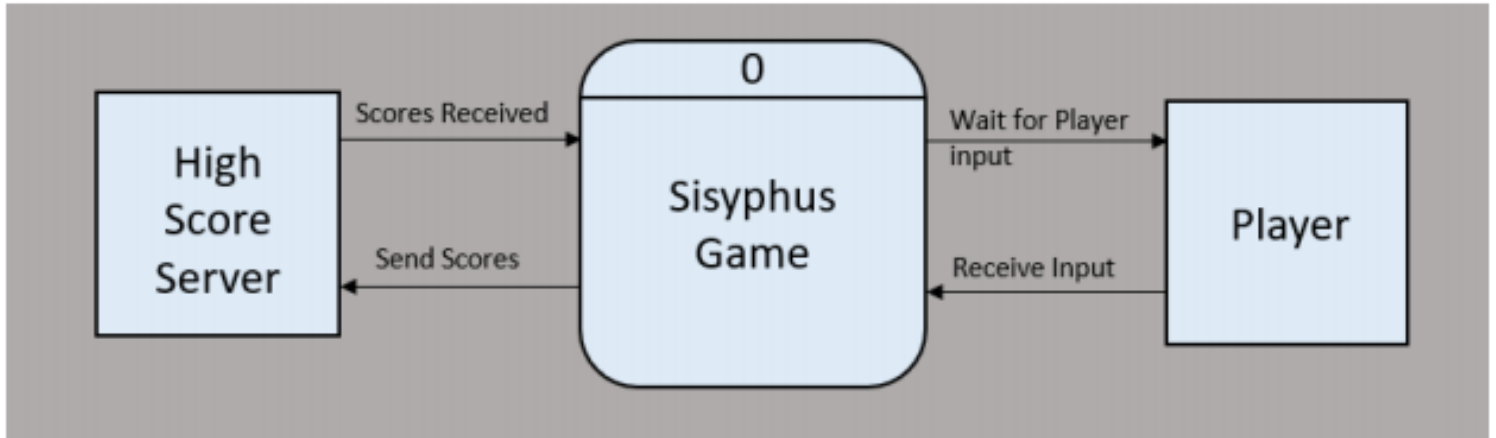 0
Scores Received
Wait for Player
input
High
Score
Server
Sisyphus
Game
Player
Send Scores
Receive Input